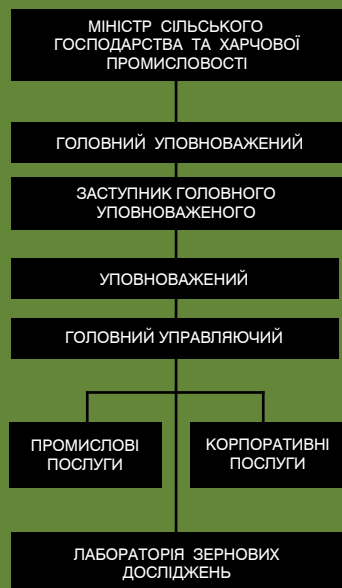 МІНІСТР СІЛЬСЬКОГО
ГОСПОДАРСТВА ТА ХАРЧОВОЇ
ПРОМИСЛОВОСТІ
ГОЛОВНИЙ УПОВНОВАЖЕНИЙ
ЗАСТУПНИК ГОЛОВНОГО
УПОВНОВАЖЕНОГО
УПОВНОВАЖЕНИЙ
ГОЛОВНИЙ УПРАВЛЯЮЧИЙ
ПРОМИСЛОВІ
ПОСЛУГИ
КОРПОРАТИВНІ
ПОСЛУГИ
ЛАБОРАТОРІЯ ЗЕРНОВИХ
ДОСЛІДЖЕНЬ